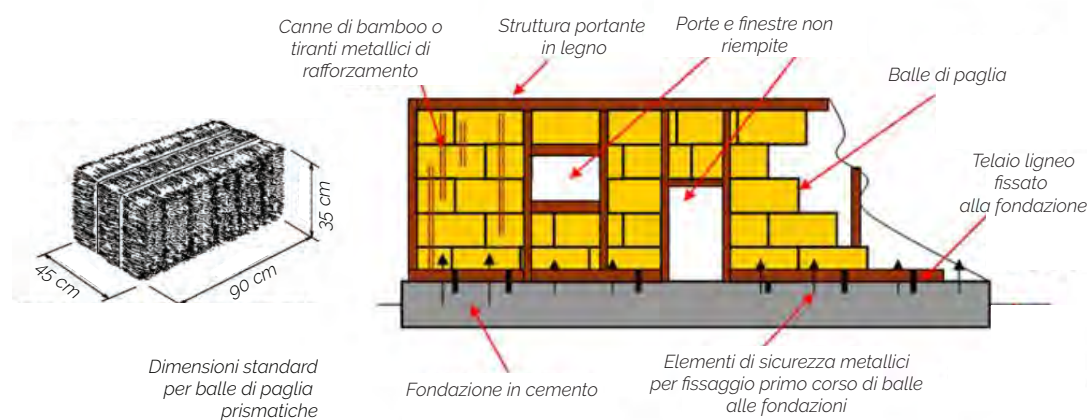 Canne di bamboo o
tiranti metallici di
rafforzamento
Struttura portante
in legno
Porte e finestre non
riempite
Balle di paglia
Telaio ligneo
fissato
alla fondazione
35 cm
45 cm
90 cm
Dimensioni standard
per balle di paglia
prismatiche
Fondazione in cemento
Elementi di sicurezza metallici
per fissaggio primo corso di balle
alle fondazioni